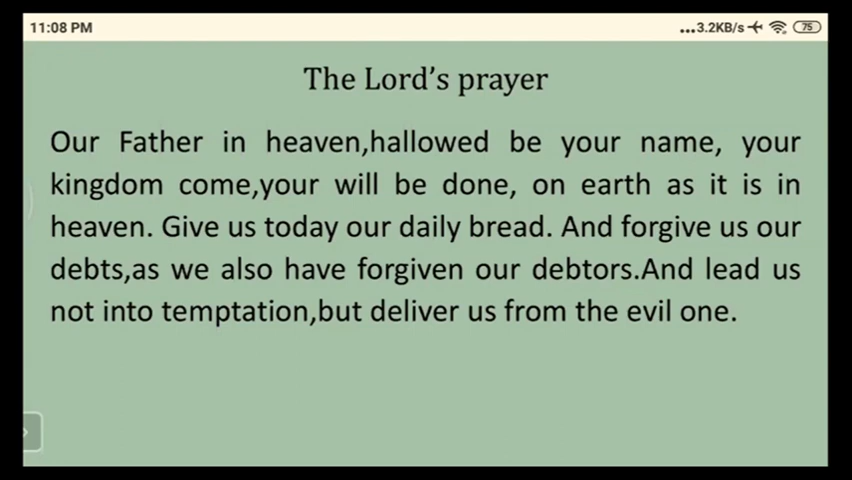 11:08 PM ...3.2KB/s 75
The Lord’s prayer
Our Father in heaven,hallowed be your name, your
kingdom come,your will be done, on earth as it is in
heaven. Give us today our daily bread. And forgive us our
debts,as we also have forgiven our debtors.And lead us
not into temptation,but deliver us from the evil one.